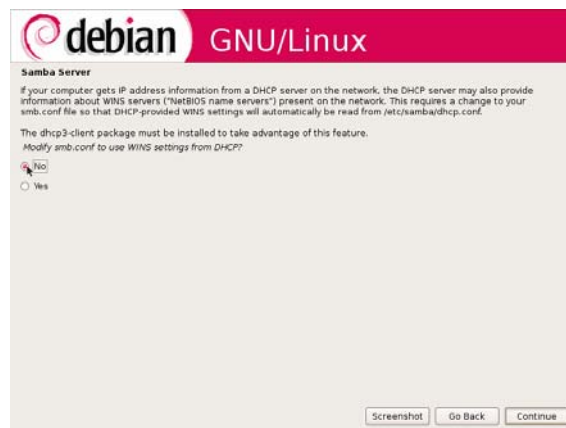 debian GNU/Linux
Samba Server
If your computer gets IP address information from a DHCP server on the network, the DHCP server may also provide
information about WINS servers ("NetBIOS name servers") present on the network. This requires a change to your
smb.conf file so that DHCP-provided WINS settings will automatically be read from /etc/samba/dhcp.conf.
The dhcp3-client package must be installed to take advantage of this feature.
Modify smb.conf to use WINS settings from DHCP?
No
Yes
Screenshot Go Back Continue